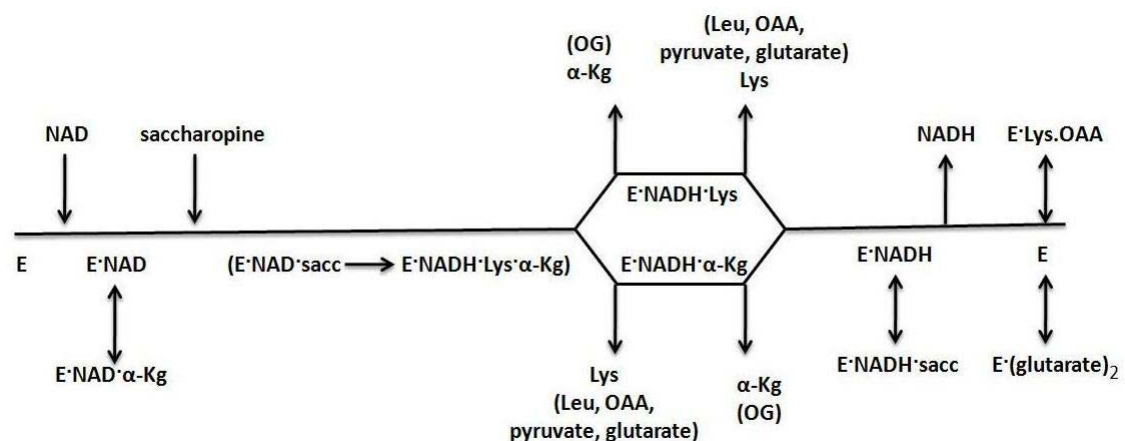 (Leu, OAA,
(OG) pyruvate, glutarate)
α-Kg Lys
NAD saccharopine NADH E·Lys.OAA
E·NADH·Lys
E E·NAD (E·NAD·sacc E·NADH·Lys·α-Kg) E·NADH·α-Kg E·NADH E
E·NAD·α-Kg E·NADH·sacc E·(glutarate)₂
Lys α-Kg
(Leu, OAA, (OG)
pyruvate, glutarate)